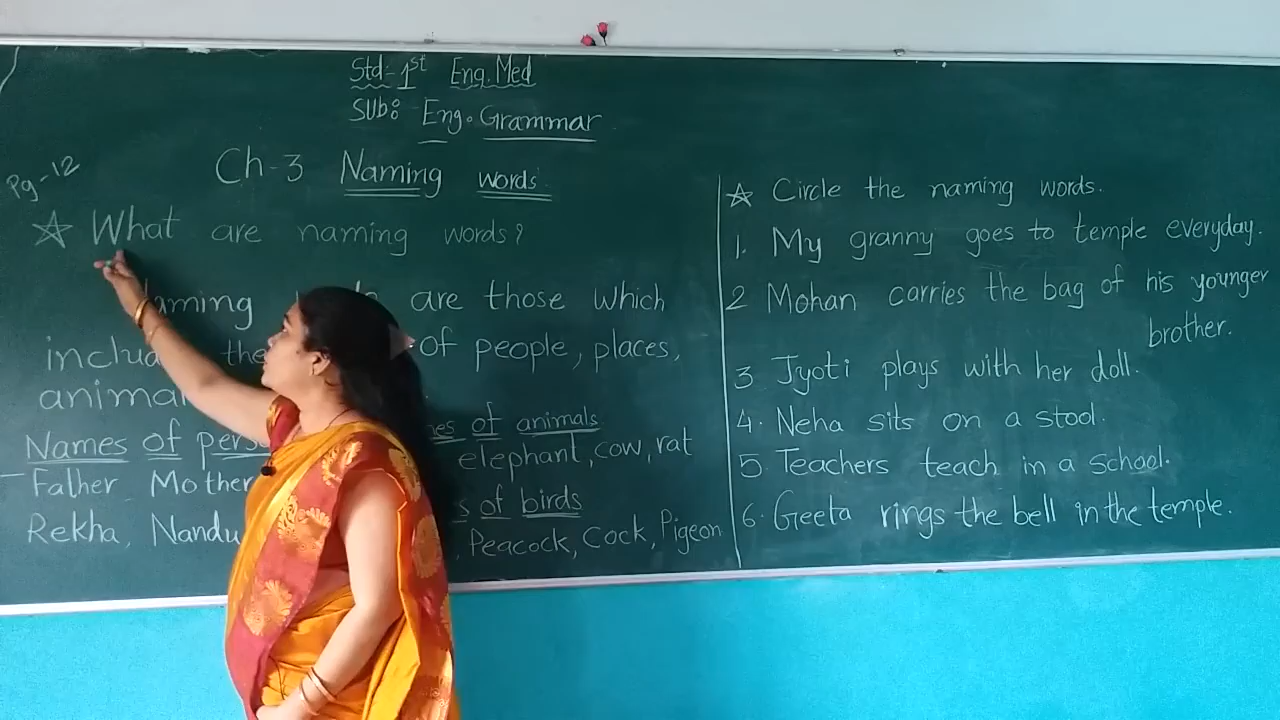 Std:- 1st Eng. Med
Sub: Eng. Grammar
Ch-3 Naming words.
Pg-12
☆ What are naming words?
Naming are those which
the of people, places,
Names of of animals
Father Mother elephant, cow, rat
of birds
Rekha, Nandu Peacock, Cock, Pigeon
☆ Circle the naming words.
1. My granny goes to temple everyday.
2 Mohan carries the bag of his younger
brother.
3 Jyoti plays with her doll.
4. Neha sits on a stool.
5. Teachers teach in a school.
6. Geeta rings the bell in the temple.